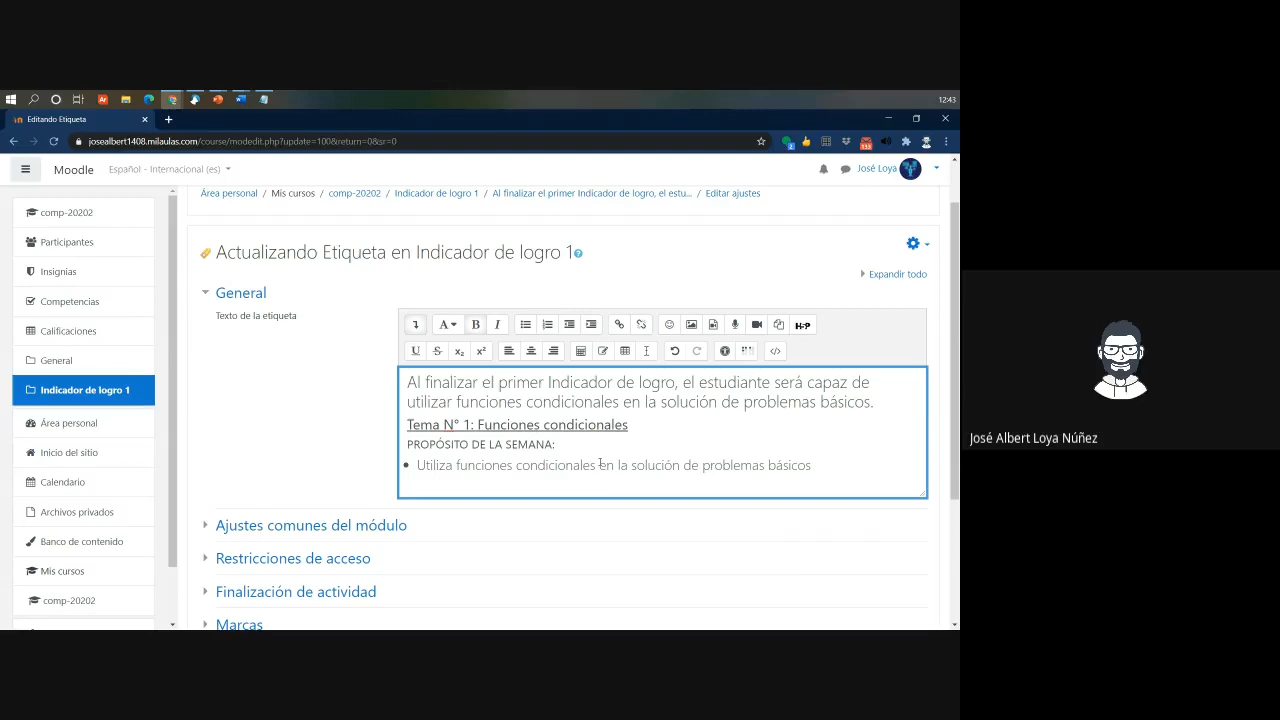 12:43
Editando Etiqueta
josealbert1408.milaulas.com/course/modedit.php?update=100&return=0&sr=0
Moodle
Español - Internacional (es)
José Loya
Área personal / Mis cursos / comp-20202 / Indicador de logro 1 / Al finalizar el primer Indicador de logro, el estu... / Editar ajustes
comp-20202
Participantes
Insignias
Competencias
Calificaciones
General
Indicador de logro 1
Área personal
Inicio del sitio
Calendario
Archivos privados
Banco de contenido
Mis cursos
comp-20202
Actualizando Etiqueta en Indicador de logro 1
Expandir todo
General
Texto de la etiqueta
A B I
H-P
U S x₂ x²
Al finalizar el primer Indicador de logro, el estudiante será capaz de
utilizar funciones condicionales en la solución de problemas básicos.
Tema N° 1: Funciones condicionales
PROPÓSITO DE LA SEMANA:
• Utiliza funciones condicionales en la solución de problemas básicos
Ajustes comunes del módulo
Restricciones de acceso
Finalización de actividad
Marcas
José Albert Loya Núñez